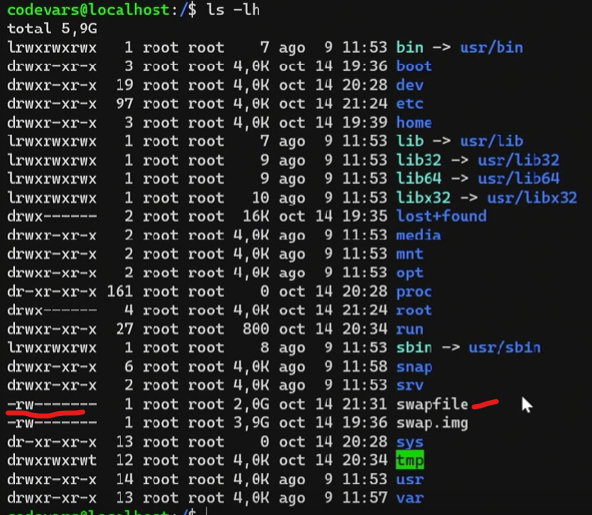 codevars@localhost:/$ ls -lh
total 5,9G
lrwxrwxrwx   1 root root    7 ago  9 11:53 bin -> usr/bin
drwxr-xr-x   3 root root 4,0K oct 14 19:36 boot
drwxr-xr-x  19 root root 4,0K oct 14 20:28 dev
drwxr-xr-x  97 root root 4,0K oct 14 21:24 etc
drwxr-xr-x   3 root root 4,0K oct 14 19:39 home
lrwxrwxrwx   1 root root    7 ago  9 11:53 lib -> usr/lib
lrwxrwxrwx   1 root root    9 ago  9 11:53 lib32 -> usr/lib32
lrwxrwxrwx   1 root root    9 ago  9 11:53 lib64 -> usr/lib64
lrwxrwxrwx   1 root root   10 ago  9 11:53 libx32 -> usr/libx32
drwx------   2 root root  16K oct 14 19:35 lost+found
drwxr-xr-x   2 root root 4,0K ago  9 11:53 media
drwxr-xr-x   2 root root 4,0K ago  9 11:53 mnt
drwxr-xr-x   2 root root 4,0K ago  9 11:53 opt
dr-xr-xr-x 161 root root    0 oct 14 20:28 proc
drwx------   4 root root 4,0K oct 14 21:24 root
drwxr-xr-x  27 root root  800 oct 14 20:34 run
lrwxrwxrwx   1 root root    8 ago  9 11:53 sbin -> usr/sbin
drwxr-xr-x   6 root root 4,0K ago  9 11:58 snap
drwxr-xr-x   2 root root 4,0K ago  9 11:53 srv
-rw-------   1 root root 2,0G oct 14 21:31 swapfile
-rw-------   1 root root 3,9G oct 14 19:36 swap.img
dr-xr-xr-x  13 root root    0 oct 14 20:28 sys
drwxrwxrwt  12 root root 4,0K oct 14 20:34 tmp
drwxr-xr-x  14 root root 4,0K ago  9 11:53 usr
drwxr-xr-x  13 root root 4,0K ago  9 11:57 var
codevars@localhost:/$